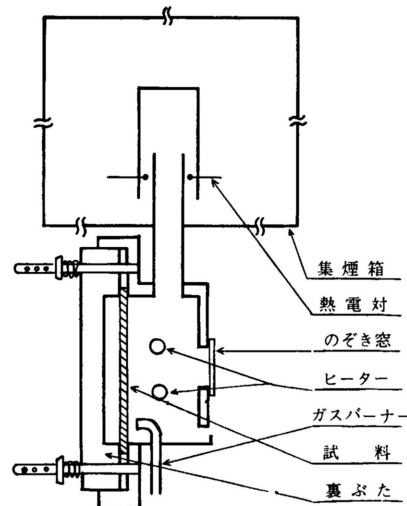 集煙箱
熱電対
のぞき窓
ヒーター
ガスバーナー
試料
裏ぶた